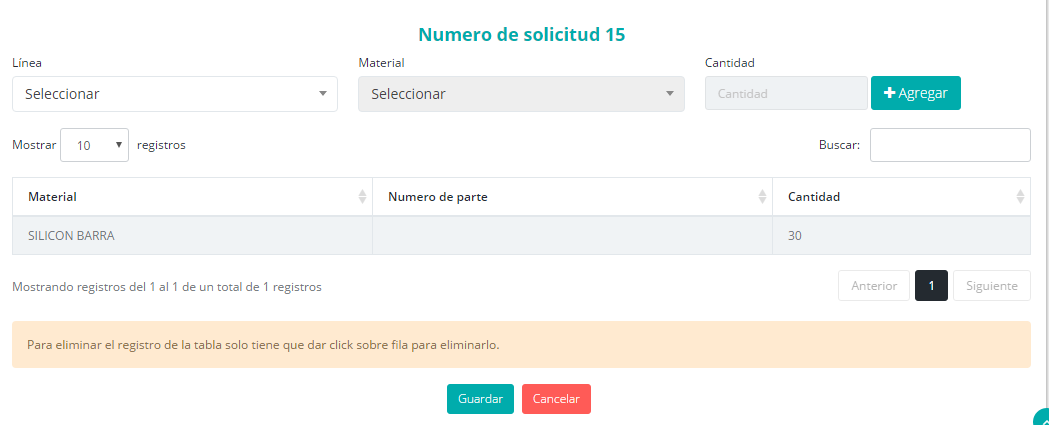 Numero de solicitud 15
Línea Material Cantidad
Seleccionar Seleccionar Cantidad Agregar
Mostrar 10 registros Buscar:
Material Numero de parte Cantidad
SILICON BARRA 30
Mostrando registros del 1 al 1 de un total de 1 registros Anterior 1 Siguiente
Para eliminar el registro de la tabla solo tiene que dar click sobre fila para eliminarlo.
Guardar Cancelar